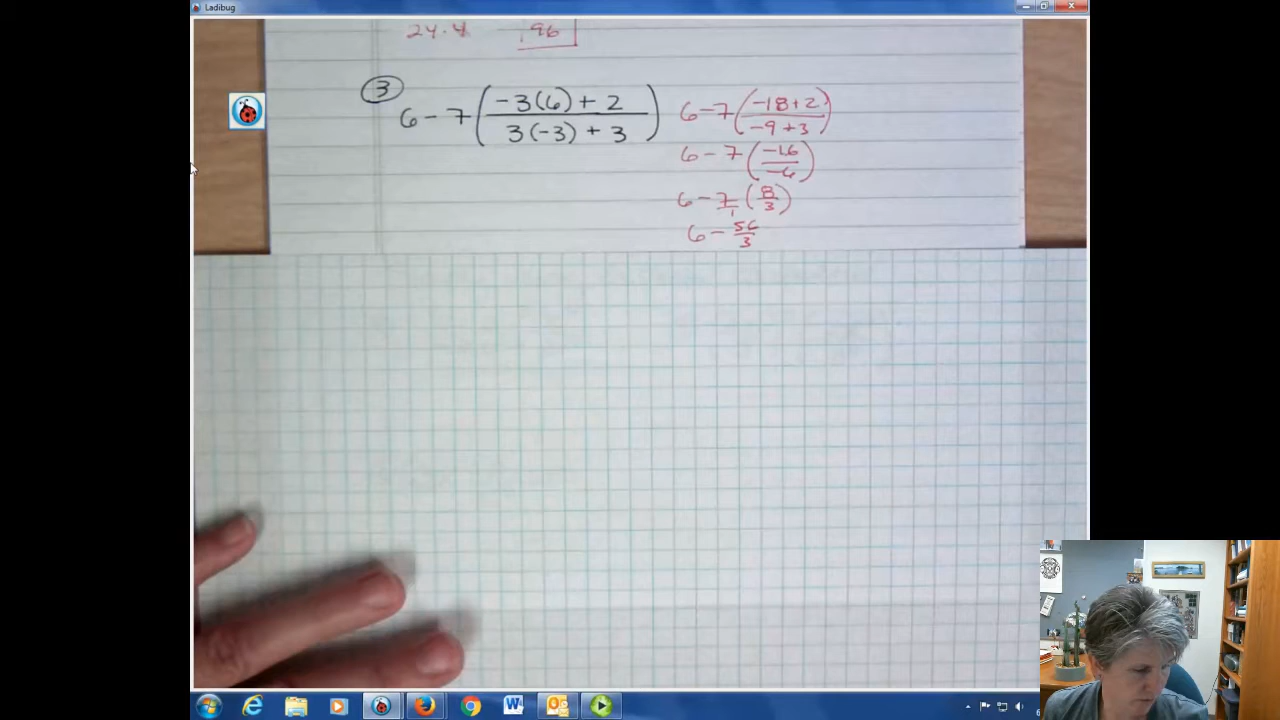 Ladibug
24.4 .96
3
6 - 7 ( -3(6) + 2 / 3(-3) + 3 )
6 - 7 ( -18 + 2 / -9 + 3 )
6 - 7 ( -16 / -6 )
6 - 7/1 ( 8/3 )
6 - 56/3